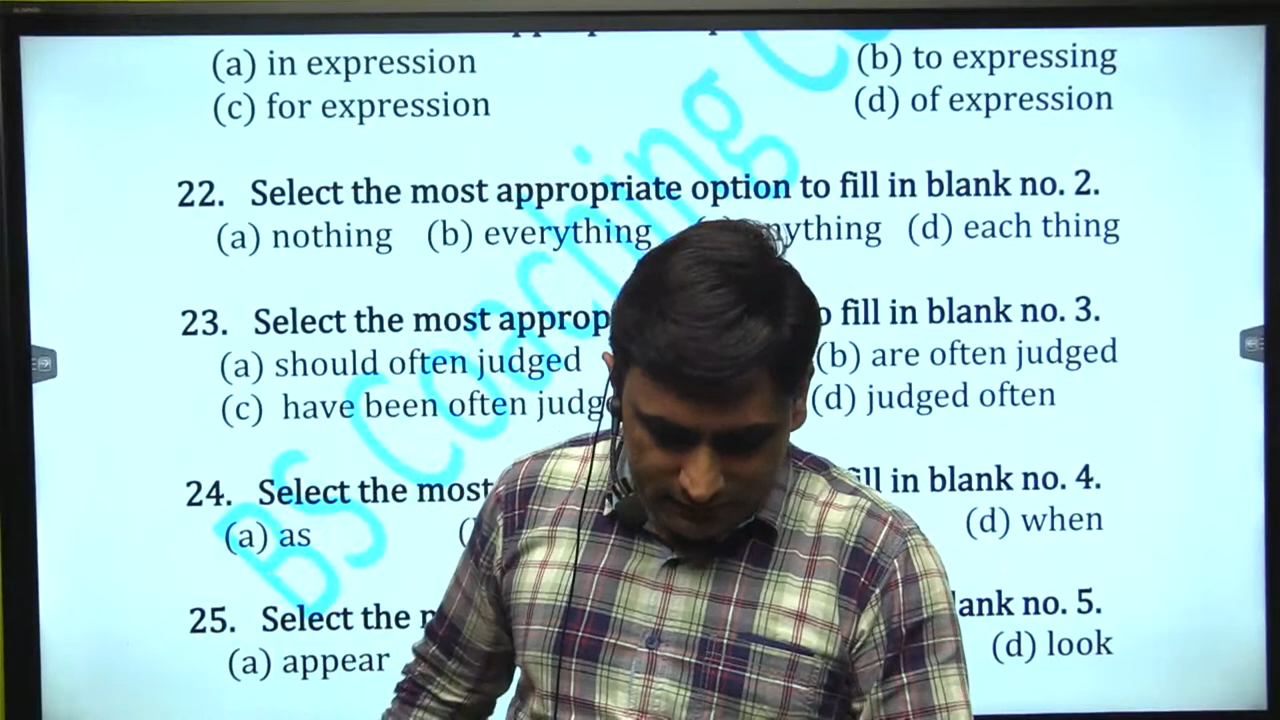 (a) in expression (b) to expressing
(c) for expression (d) of expression
22. Select the most appropriate option to fill in blank no. 2.
(a) nothing (b) everything nything (d) each thing
23. Select the most approp o fill in blank no. 3.
(a) should often judged (b) are often judged
(c) have been often judg (d) judged often
24. Select the most ill in blank no. 4.
(a) as (d) when
25. Select the lank no. 5.
(a) appear (d) look
BS Coaching